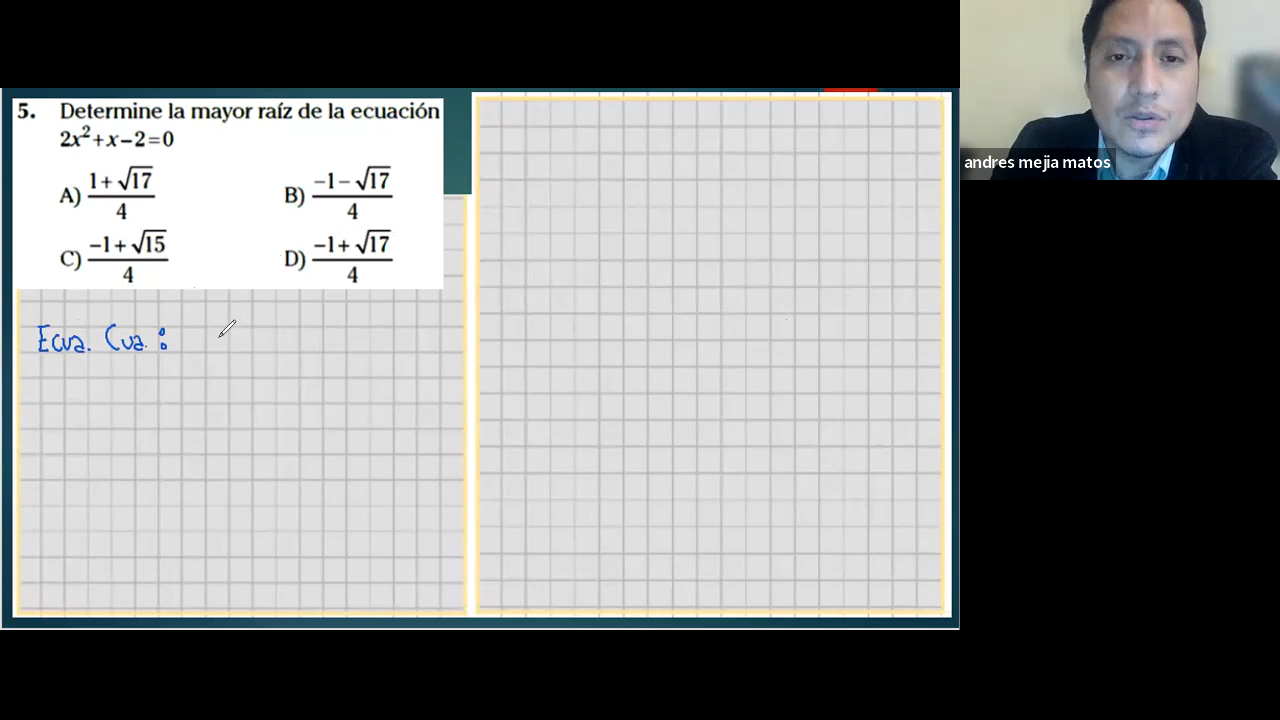 5. Determine la mayor raíz de la ecuación
2x²+x−2=0
A) (1+√17)/4 B) (−1−√17)/4
C) (−1+√15)/4 D) (−1+√17)/4
Ecua. Cua. :
andres mejia matos